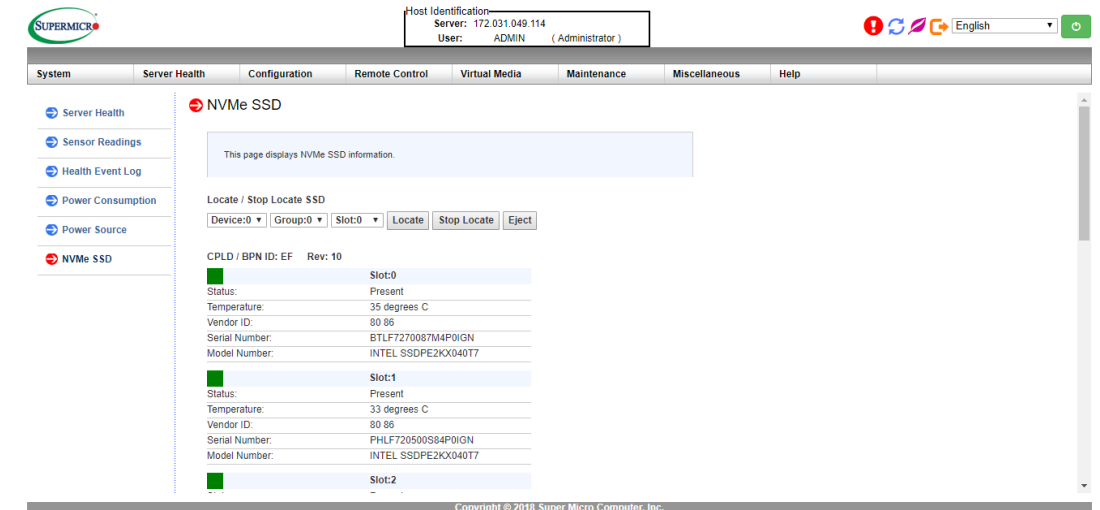 SUPERMICR
Host Identification
Server: 172.031.049.114
User: ADMIN ( Administrator )
English
System Server Health Configuration Remote Control Virtual Media Maintenance Miscellaneous Help
Server Health
Sensor Readings
Health Event Log
Power Consumption
Power Source
NVMe SSD
NVMe SSD
This page displays NVMe SSD information.
Locate / Stop Locate SSD
Device:0 Group:0 Slot:0 Locate Stop Locate Eject
CPLD / BPN ID: EF Rev: 10
Slot:0
Status: Present
Temperature: 35 degrees C
Vendor ID: 80 86
Serial Number: BTLF7270087M4P0IGN
Model Number: INTEL SSDPE2KX040T7
Slot:1
Status: Present
Temperature: 33 degrees C
Vendor ID: 80 86
Serial Number: PHLF720500S84P0IGN
Model Number: INTEL SSDPE2KX040T7
Slot:2
Copyright © 2018 Super Micro Computer, Inc.